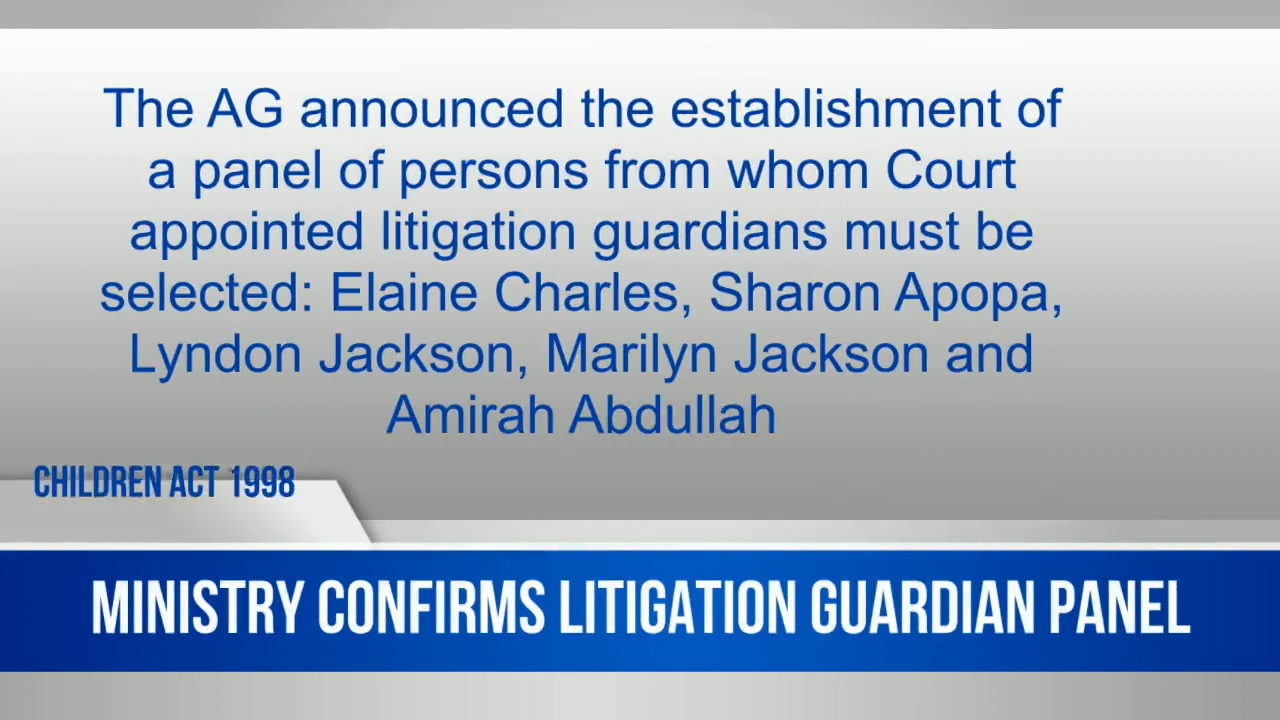 The AG announced the establishment of
a panel of persons from whom Court
appointed litigation guardians must be
selected: Elaine Charles, Sharon Apopa,
Lyndon Jackson, Marilyn Jackson and
Amirah Abdullah
CHILDREN ACT 1998
MINISTRY CONFIRMS LITIGATION GUARDIAN PANEL